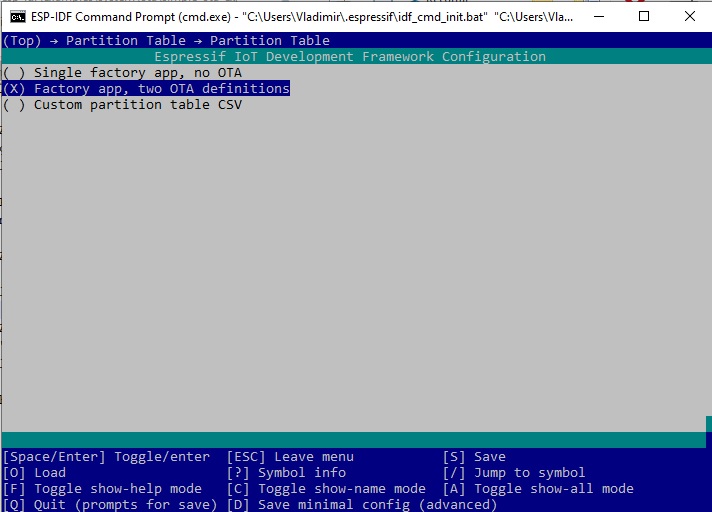 ESP-IDF Command Prompt (cmd.exe) - "C:\Users\Vladimir\.espressif\idf_cmd_init.bat" "C:\Users\Vla...
(Top) → Partition Table → Partition Table
Espressif IoT Development Framework Configuration
( ) Single factory app, no OTA
(X) Factory app, two OTA definitions
( ) Custom partition table CSV
[Space/Enter] Toggle/enter [ESC] Leave menu [S] Save
[O] Load [?] Symbol info [/] Jump to symbol
[F] Toggle show-help mode [C] Toggle show-name mode [A] Toggle show-all mode
[Q] Quit (prompts for save) [D] Save minimal config (advanced)